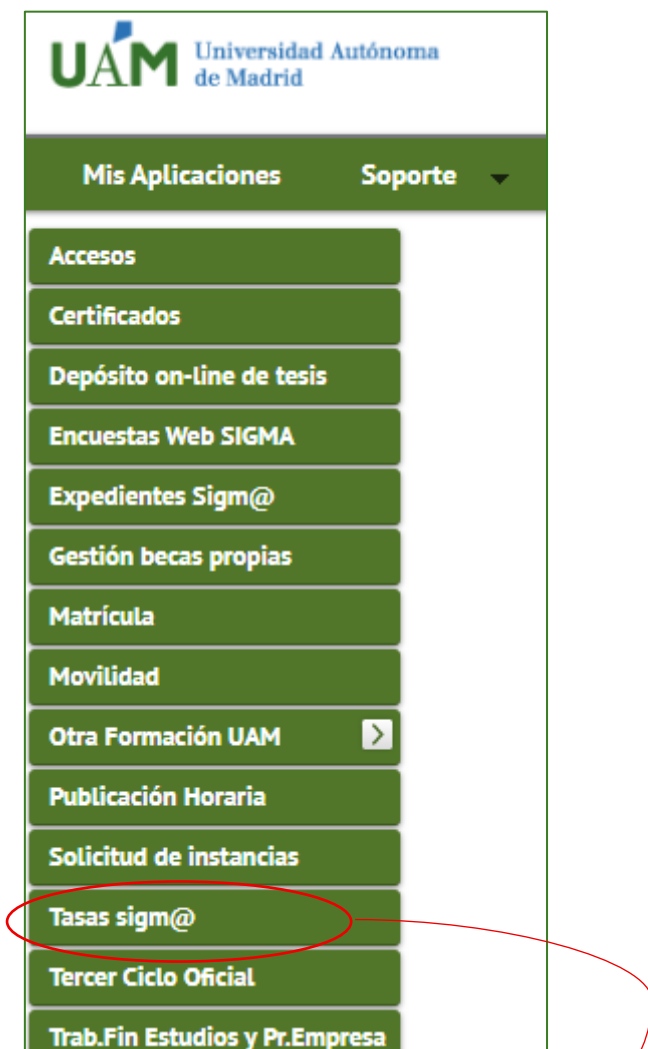 UAM Universidad Autónoma
de Madrid
Mis Aplicaciones Soporte
Accesos
Certificados
Depósito on-line de tesis
Encuestas Web SIGMA
Expedientes Sigm@
Gestión becas propias
Matrícula
Movilidad
Otra Formación UAM
Publicación Horaria
Solicitud de instancias
Tasas sigm@
Tercer Ciclo Oficial
Trab.Fin Estudios y Pr.Empresa